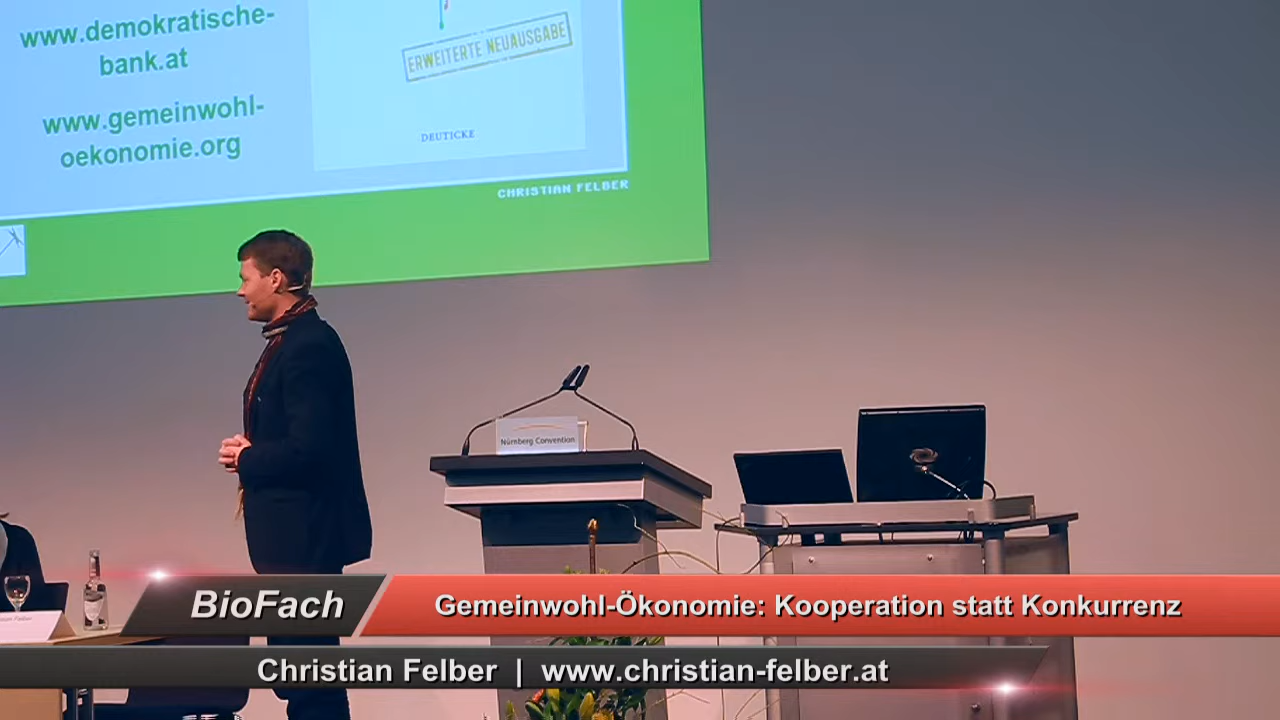 www.demokratische-
bank.at
www.gemeinwohl-
oekonomie.org
ERWEITERTE NEUAUSGABE
DEUTICKE
CHRISTIAN FELBER
Nürnberg Convention
BioFach
Gemeinwohl-Ökonomie: Kooperation statt Konkurrenz
Christian Felber | www.christian-felber.at